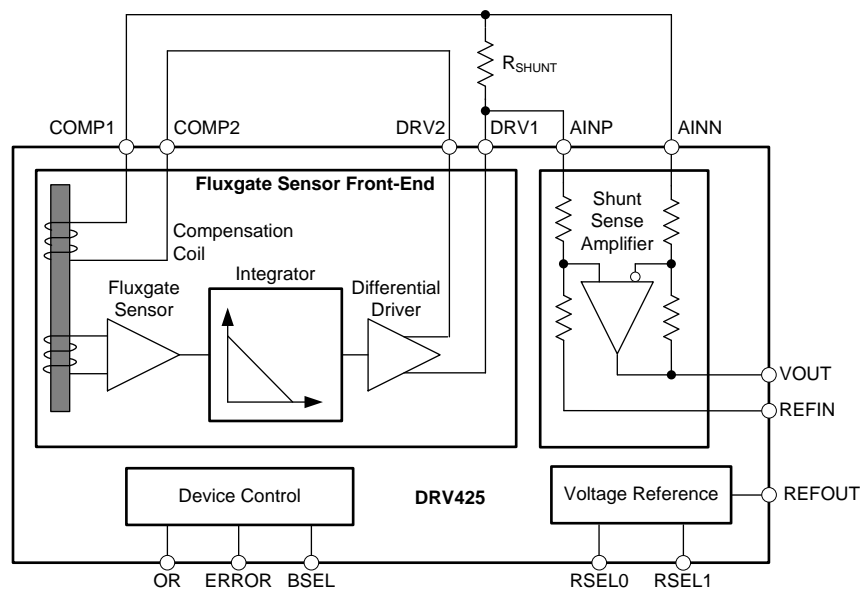 R_SHUNT
COMP1
COMP2
DRV2
DRV1
AINP
AINN
Fluxgate Sensor Front-End
Compensation
Coil
Fluxgate
Sensor
Integrator
Differential
Driver
Shunt
Sense
Amplifier
VOUT
REFIN
Device Control
DRV425
Voltage Reference
REFOUT
OR
ERROR
BSEL
RSEL0
RSEL1